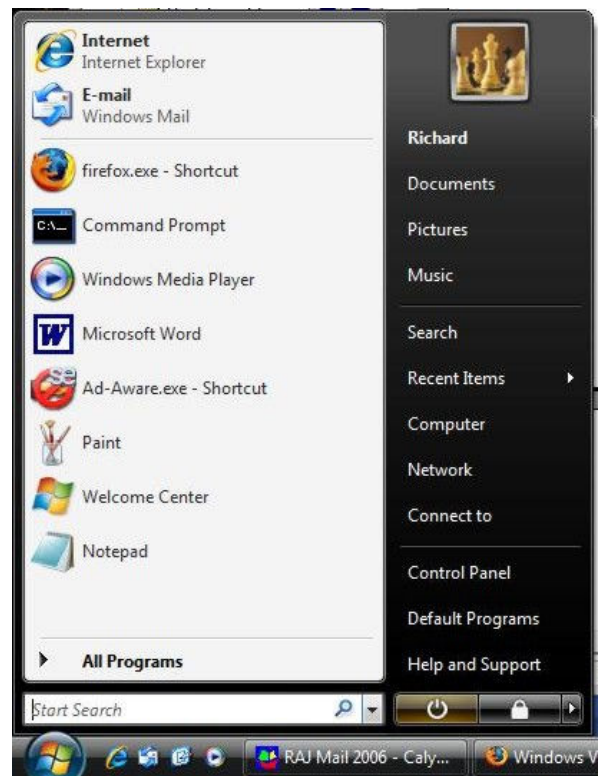 Internet
Internet Explorer
E-mail
Windows Mail
firefox.exe - Shortcut
C:\_
Command Prompt
Windows Media Player
W
Microsoft Word
se
Ad-Aware.exe - Shortcut
Paint
Welcome Center
Notepad
All Programs
Start Search
Richard
Documents
Pictures
Music
Search
Recent Items
Computer
Network
Connect to
Control Panel
Default Programs
Help and Support
RAJ Mail 2006 - Caly...
Windows V